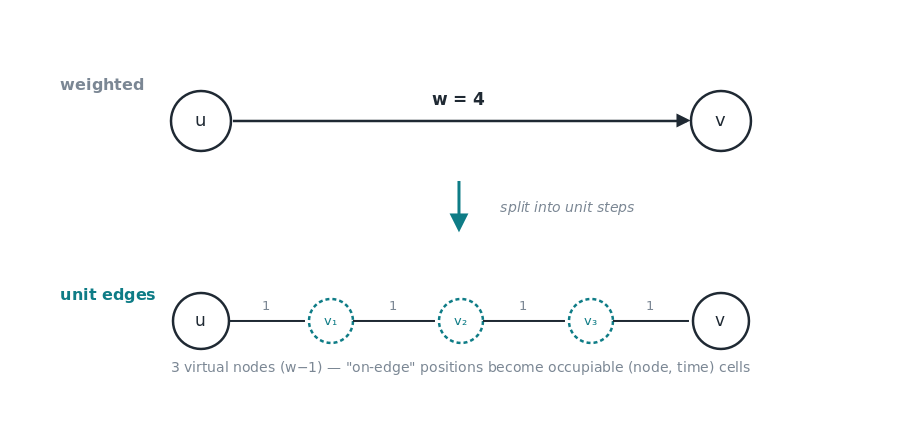 weighted
w = 4
u
v
split into unit steps
unit edges
1 1 1 1
u v₁ v₂ v₃ v
3 virtual nodes (w−1) — "on-edge" positions become occupiable (node, time) cells